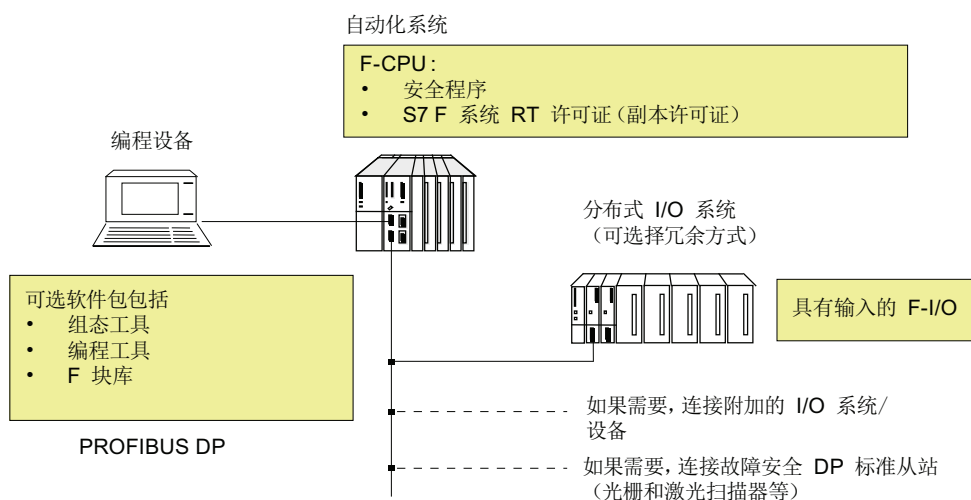 自动化系统
F-CPU:
• 安全程序
• S7 F 系统 RT 许可证(副本许可证)
编程设备
分布式 I/O 系统
(可选择冗余方式)
可选软件包包括
• 组态工具
• 编程工具
• F 块库
具有输入的 F-I/O
如果需要,连接附加的 I/O 系统/
设备
PROFIBUS DP
如果需要,连接故障安全 DP 标准从站
(光栅和激光扫描器等)